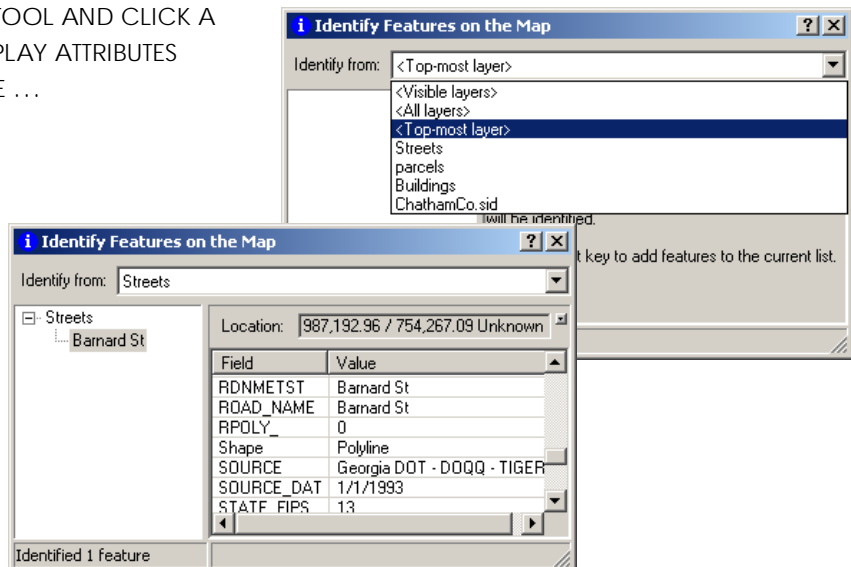 TOOL AND CLICK A
PLAY ATTRIBUTES
E ...
i Identify Features on the Map ? X
Identify from: <Top-most layer>
<Visible layers>
<All layers>
<Top-most layer>
Streets
parcels
Buildings
ChathamCo.sid
will be identified.
t key to add features to the current list.
i Identify Features on the Map ? X
Identify from: Streets
Streets
Barnard St
Location: 987,192.96 / 754,267.09 Unknown
Field Value
RDNMETST Barnard St
ROAD_NAME Barnard St
RPOLY_ 0
Shape Polyline
SOURCE Georgia DOT - DOQQ - TIGER
SOURCE_DAT 1/1/1993
STATE_FIPS 13
Identified 1 feature